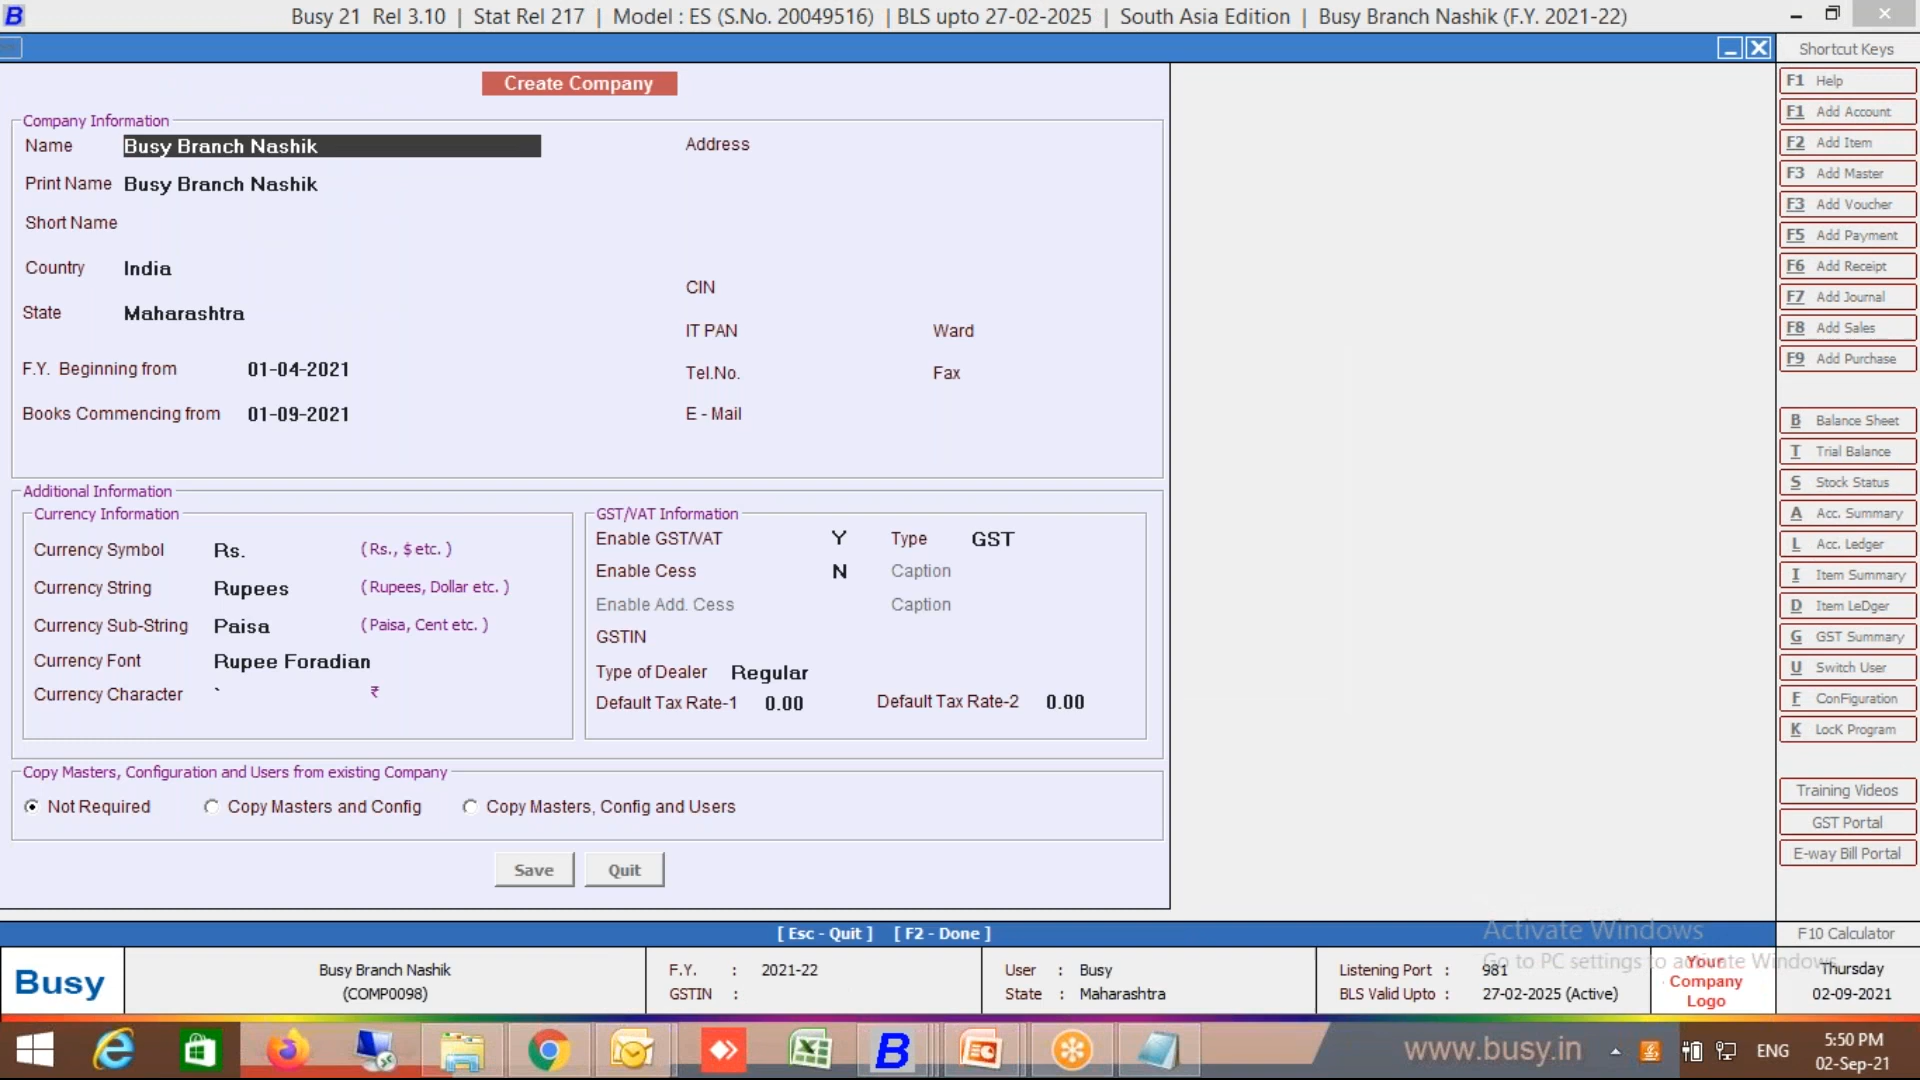 B
Busy 21 Rel 3.10 | Stat Rel 217 | Model : ES (S.No. 20049516) | BLS upto 27-02-2025 | South Asia Edition | Busy Branch Nashik (F.Y. 2021-22)
Shortcut Keys
Create Company
Company Information
Name Busy Branch Nashik
Print Name Busy Branch Nashik
Short Name
Country India
State Maharashtra
F.Y. Beginning from 01-04-2021
Books Commencing from 01-09-2021
Address
CIN
IT PAN Ward
Tel.No. Fax
E - Mail
Additional Information
Currency Information
Currency Symbol Rs. ( Rs., $ etc. )
Currency String Rupees ( Rupees, Dollar etc. )
Currency Sub-String Paisa ( Paisa, Cent etc. )
Currency Font Rupee Foradian
Currency Character ` ₹
GST/VAT Information
Enable GST/VAT Y Type GST
Enable Cess N Caption
Enable Add. Cess Caption
GSTIN
Type of Dealer Regular
Default Tax Rate-1 0.00 Default Tax Rate-2 0.00
Copy Masters, Configuration and Users from existing Company
Not Required Copy Masters and Config Copy Masters, Config and Users
Save Quit
F1 Help
F1 Add Account
F2 Add Item
F3 Add Master
F3 Add Voucher
F5 Add Payment
F6 Add Receipt
F7 Add Journal
F8 Add Sales
F9 Add Purchase
B Balance Sheet
T Trial Balance
S Stock Status
A Acc. Summary
L Acc. Ledger
I Item Summary
D Item LeDger
G GST Summary
U Switch User
F ConFiguration
K LocK Program
Training Videos
GST Portal
E-way Bill Portal
[ Esc - Quit ] [ F2 - Done ]
Activate Windows
Go to PC settings to activate Windows.
F10 Calculator
Busy
Busy Branch Nashik
(COMP0098)
F.Y. : 2021-22
GSTIN :
User : Busy
State : Maharashtra
Listening Port : 981
BLS Valid Upto : 27-02-2025 (Active)
Your
Company
Logo
Thursday
02-09-2021
www.busy.in
ENG
5:50 PM
02-Sep-21